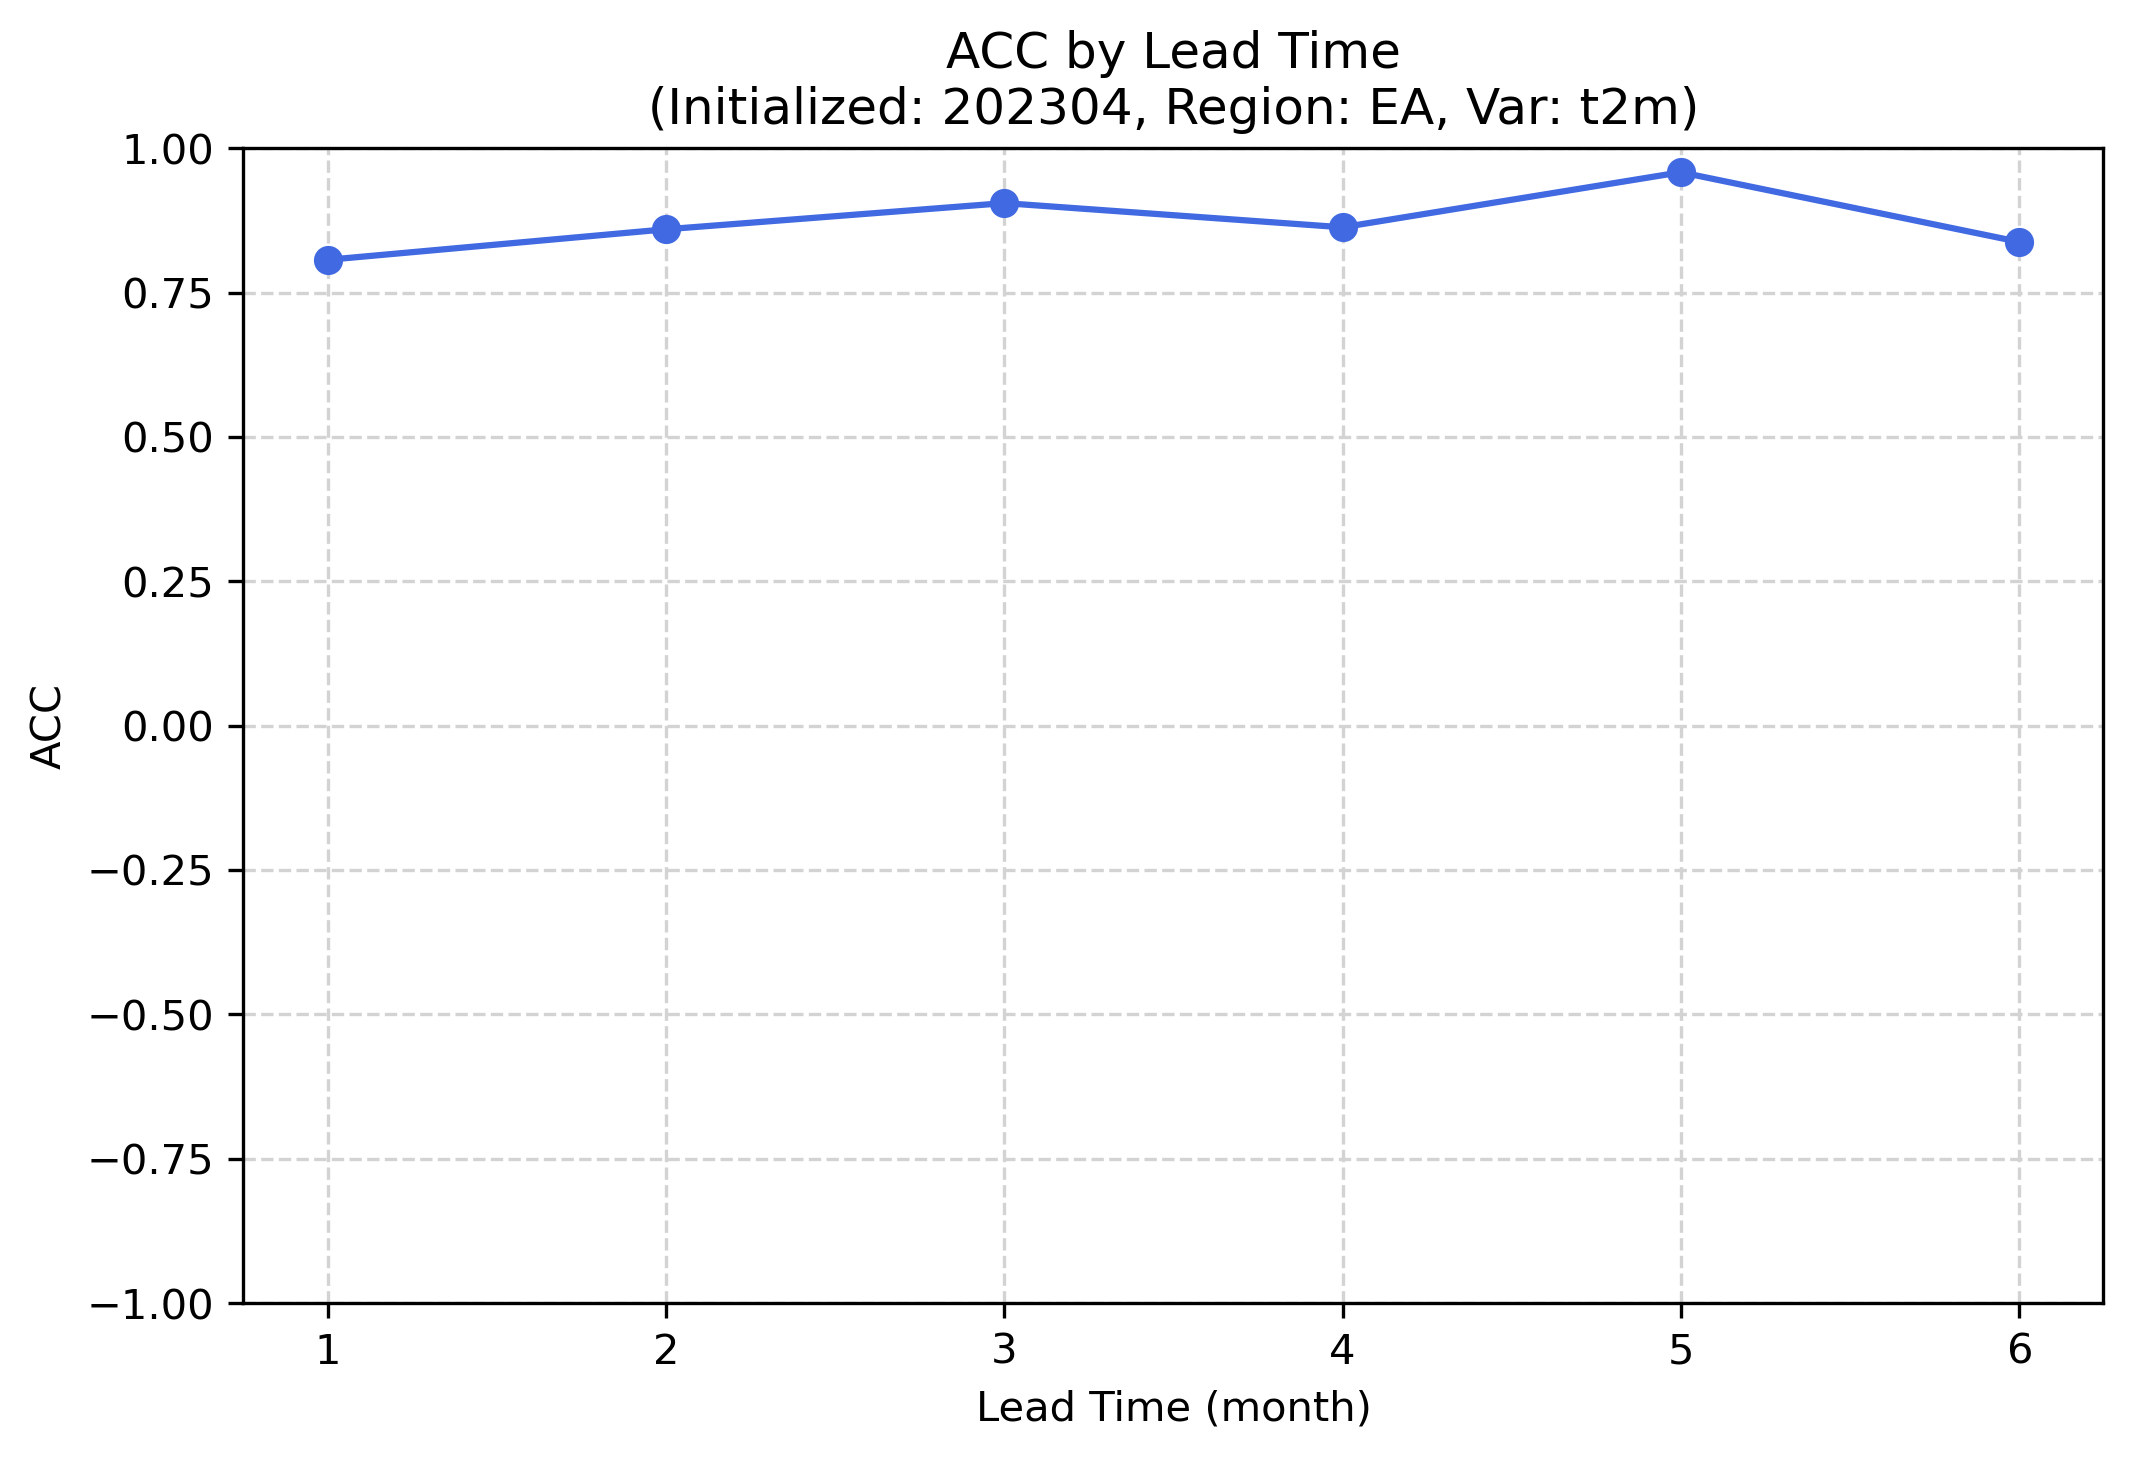 ACC by Lead Time
(Initialized: 202304, Region: EA, Var: t2m)
1.00
0.75
0.50
0.25
0.00
−0.25
−0.50
−0.75
−1.00
ACC
1 2 3 4 5 6
Lead Time (month)